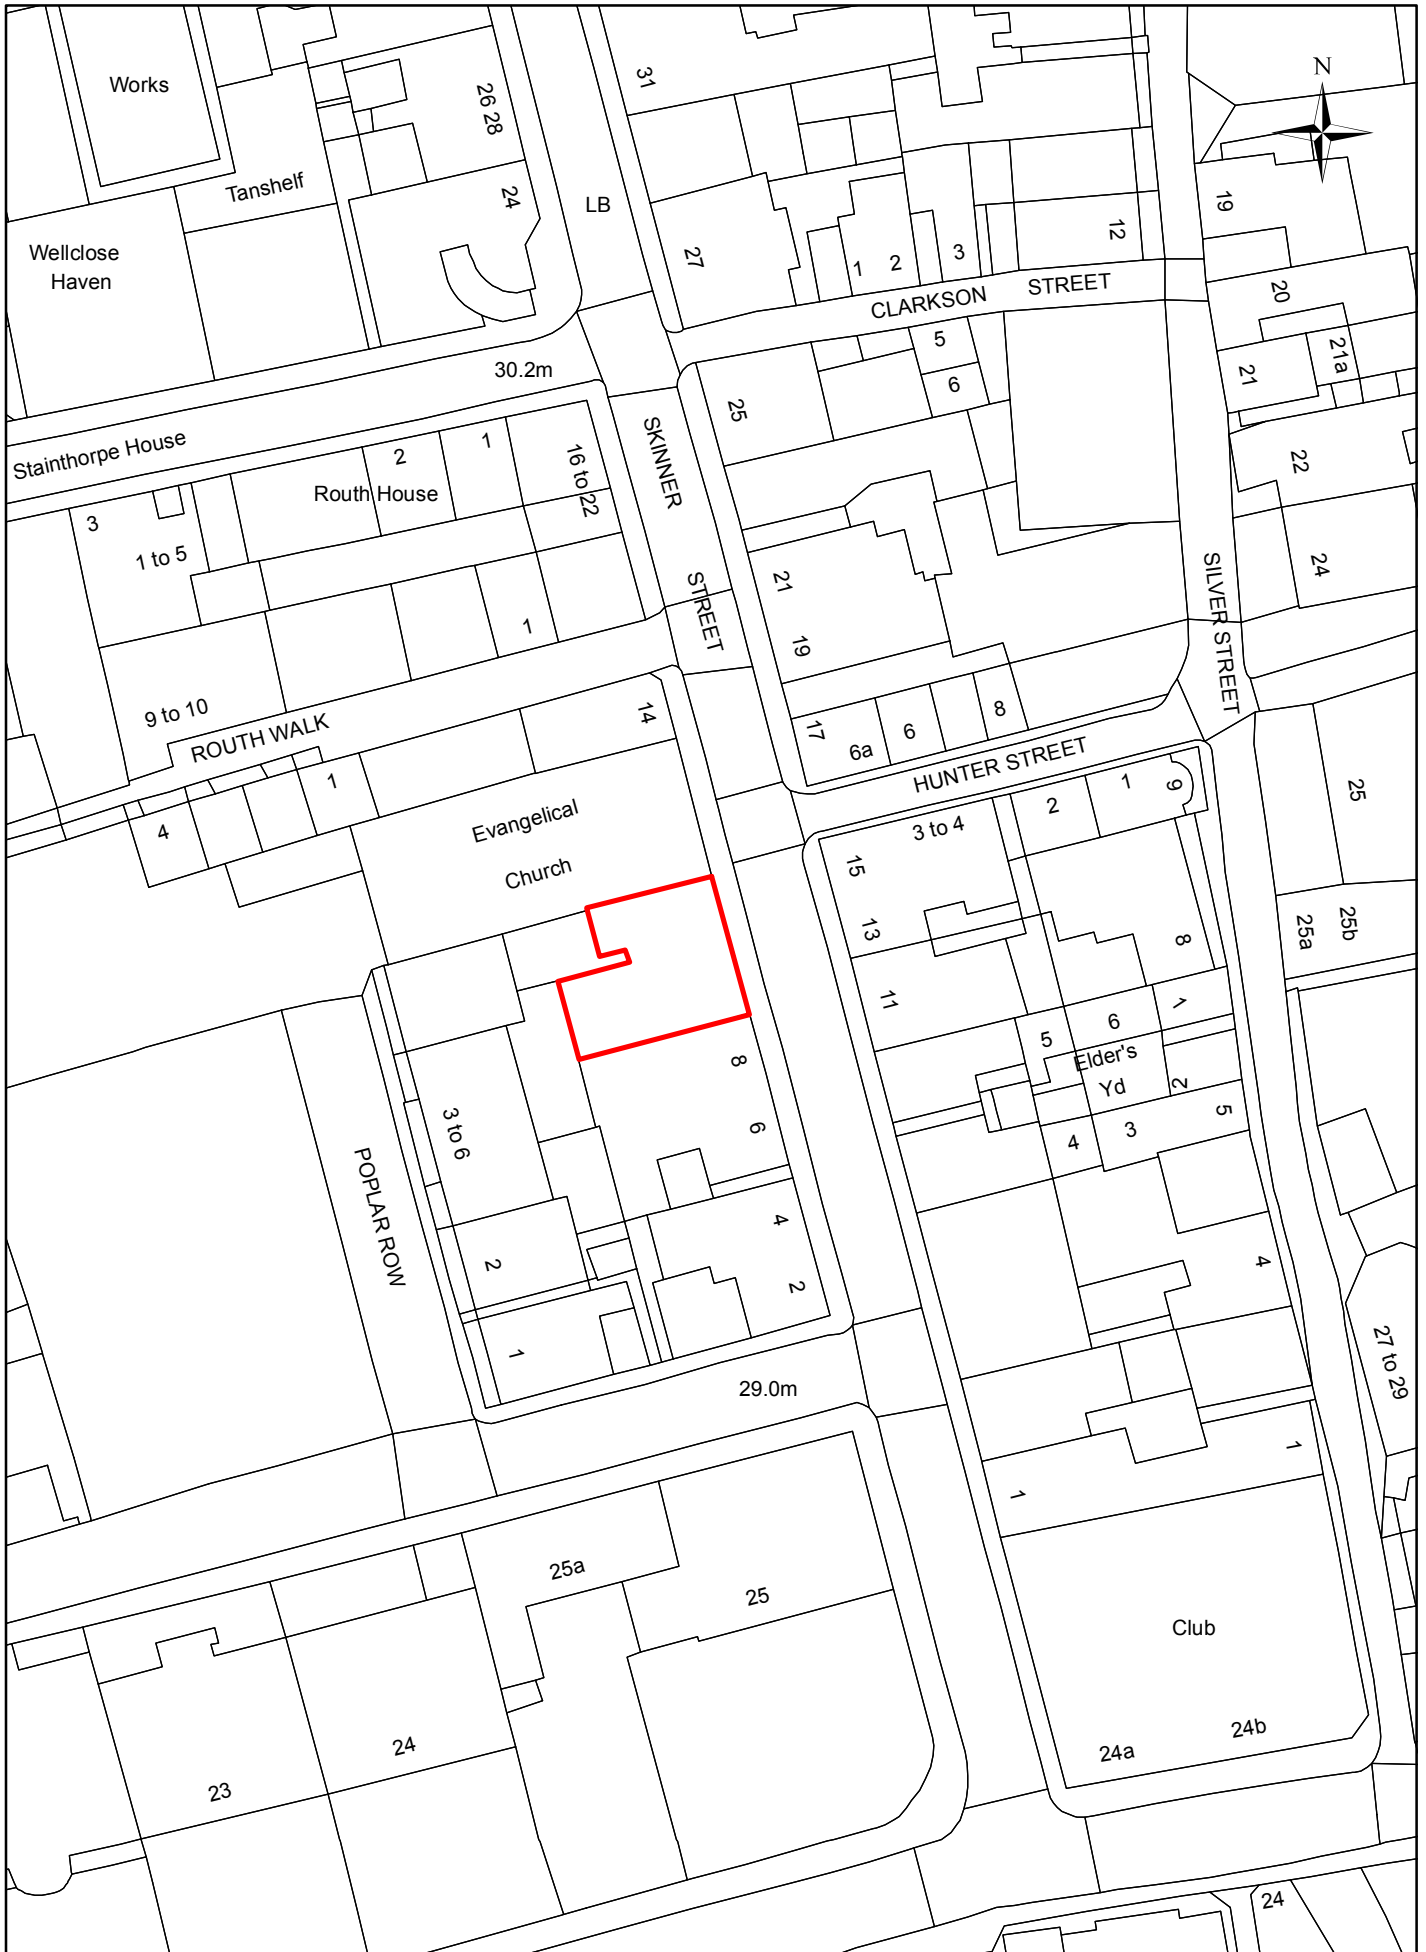 Works
31
N
26 28
Tanshelf
24
LB
19
Wellclose
Haven
27
1
2
3
12
CLARKSON STREET
20
5
21a
21
30.2m
6
25
SKINNER
STREET
Stainthorpe House
2
1
16 to 22
Routh House
22
3
1 to 5
24
21
SILVER STREET
1
19
9 to 10
14
8
17
6
6a
ROUTH WALK
HUNTER STREET
1
4
25
2
1
9
3 to 4
Evangelical
Church
15
13
25a
25b
8
11
1
6
5
Elder's
Yd
2
8
3 to 6
6
5
4
3
POPLAR ROW
4
2
2
4
1
27 to 29
29.0m
1
1
25a
25
Club
24
24b
24a
23
24